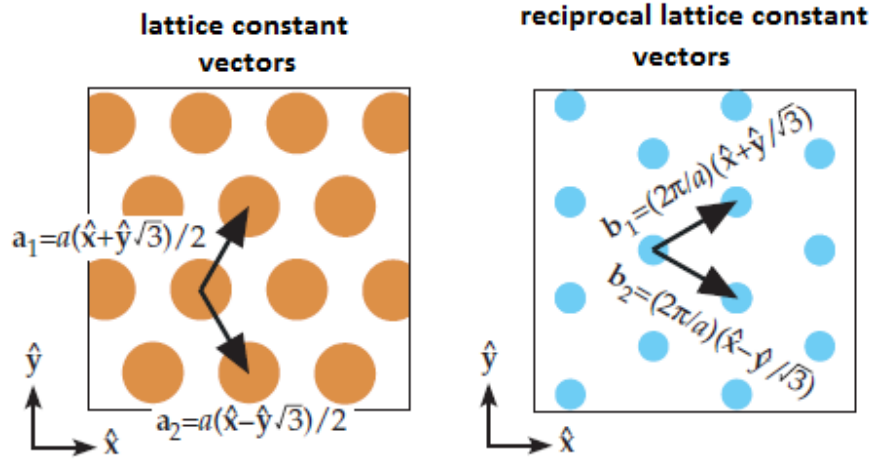 lattice constant
vectors
reciprocal lattice constant
vectors
a₁=a(x̂+ŷ√3)/2
a₂=a(x̂−ŷ√3)/2
ŷ
x̂
b₁=(2π/a)(x̂+ŷ/√3)
b₂=(2π/a)(x̂−ŷ/√3)
ŷ
x̂